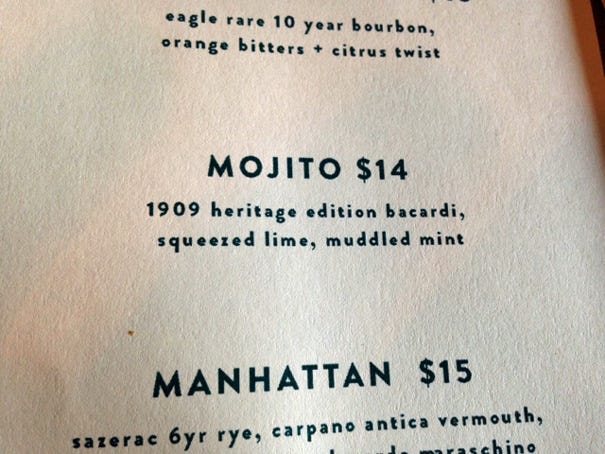 eagle rare 10 year bourbon,
orange bitters + citrus twist
MOJITO $14
1909 heritage edition bacardi,
squeezed lime, muddled mint
MANHATTAN $15
sazerac 6yr rye, carpano antica vermouth,
maraschino